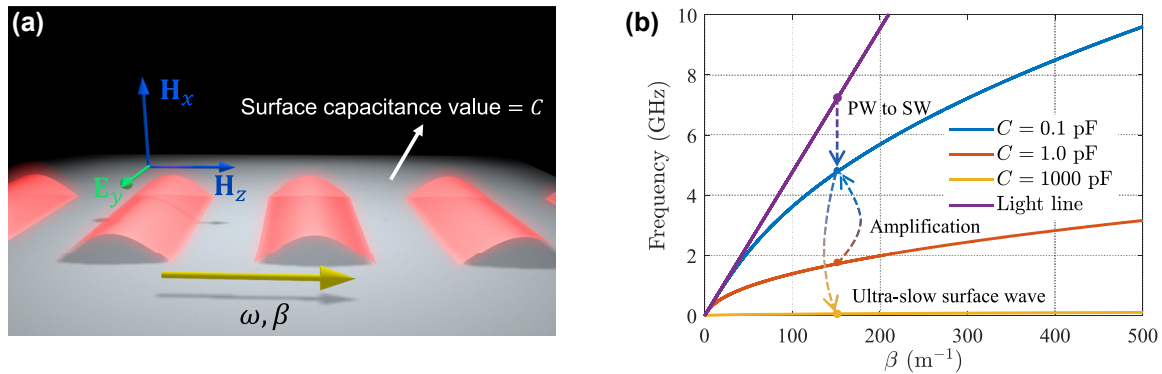 (a)
H_x
Surface capacitance value = C
E_y
H_z
ω, β
(b)
10
8
6
4
2
0
Frequency (GHz)
PW to SW
C = 0.1 pF
C = 1.0 pF
C = 1000 pF
Light line
Amplification
Ultra-slow surface wave
0
100
200
300
400
500
β (m⁻¹)